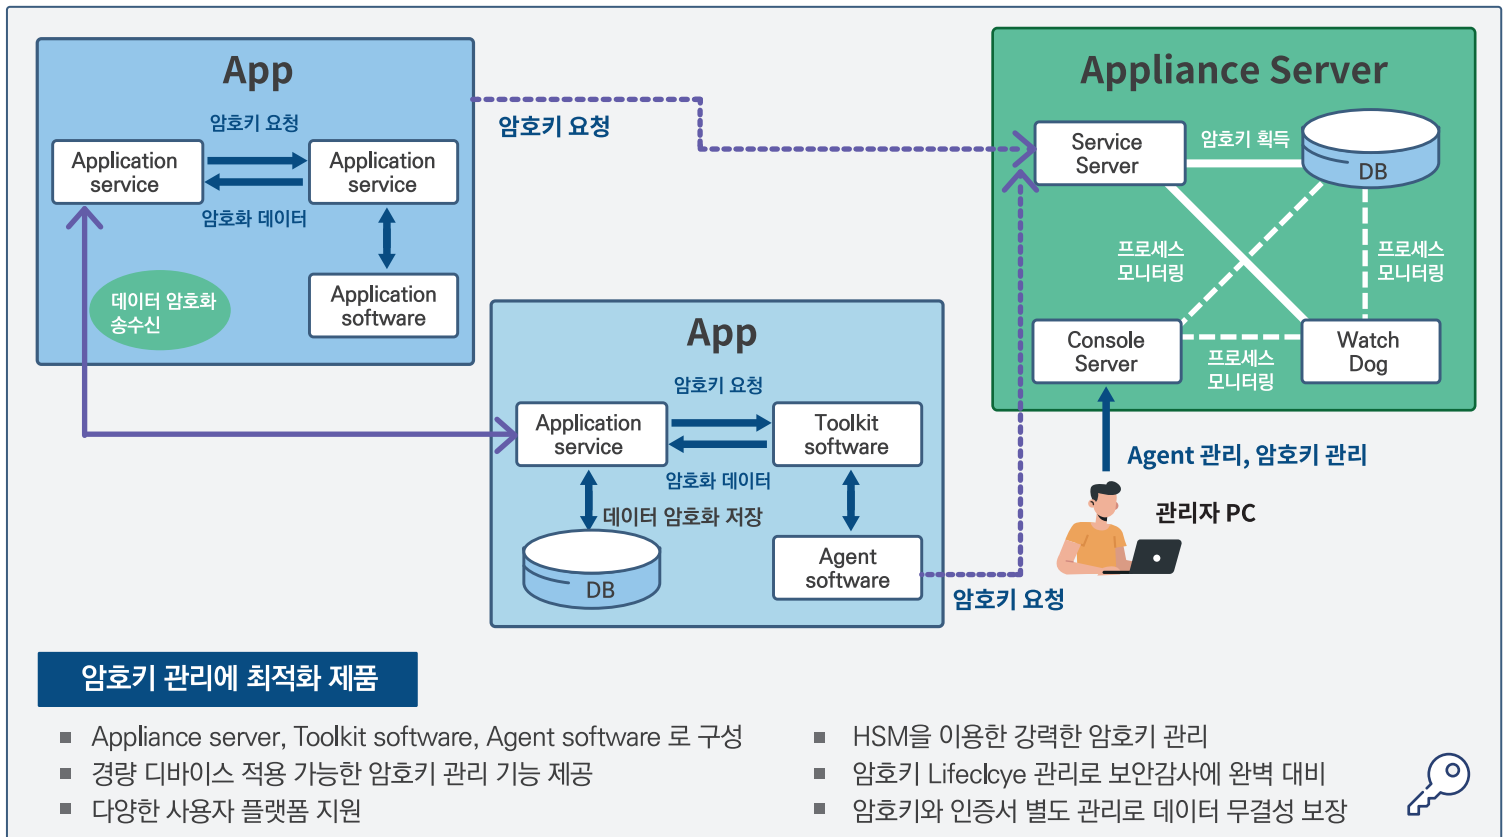 App
암호키 요청
Application
service
Application
service
암호화 데이터
데이터 암호화
송수신
Application
software
암호키 요청
Appliance Server
Service
Server
암호키 획득
DB
프로세스
모니터링
프로세스
모니터링
Console
Server
프로세스
모니터링
Watch
Dog
App
암호키 요청
Application
service
Toolkit
software
암호화 데이터
데이터 암호화 저장
DB
Agent
software
암호키 요청
Agent 관리, 암호키 관리
관리자 PC
암호키 관리에 최적화 제품
■ Appliance server, Toolkit software, Agent software 로 구성
■ 경량 디바이스 적용 가능한 암호키 관리 기능 제공
■ 다양한 사용자 플랫폼 지원
■ HSM을 이용한 강력한 암호키 관리
■ 암호키 Lifeclcye 관리로 보안감사에 완벽 대비
■ 암호키와 인증서 별도 관리로 데이터 무결성 보장